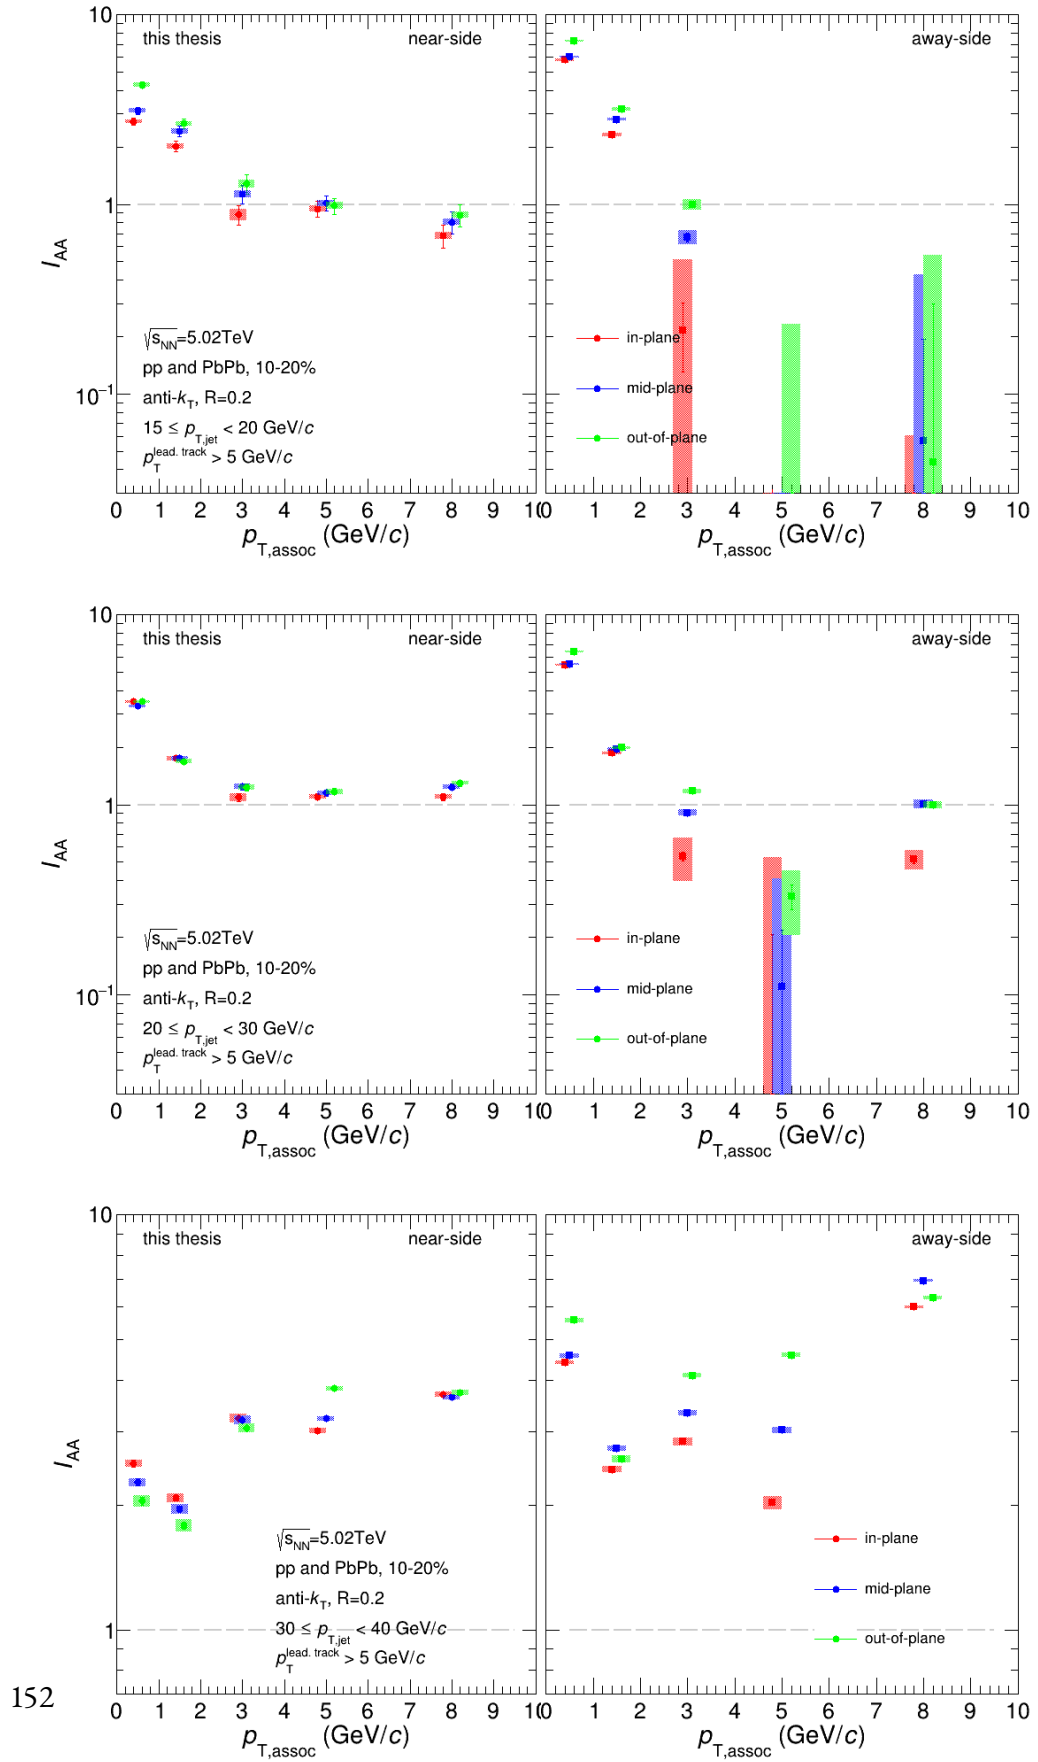 10
this thesis near-side
away-side
1
I_AA
10⁻¹
√s_NN=5.02TeV
pp and PbPb, 10-20%
anti-k_T, R=0.2
15 ≤ p_T,jet < 20 GeV/c
p_T^lead. track > 5 GeV/c
in-plane
mid-plane
out-of-plane
0 1 2 3 4 5 6 7 8 9 10
0 1 2 3 4 5 6 7 8 9 10
p_T,assoc (GeV/c)
p_T,assoc (GeV/c)
10
this thesis near-side
away-side
1
I_AA
10⁻¹
√s_NN=5.02TeV
pp and PbPb, 10-20%
anti-k_T, R=0.2
20 ≤ p_T,jet < 30 GeV/c
p_T^lead. track > 5 GeV/c
in-plane
mid-plane
out-of-plane
0 1 2 3 4 5 6 7 8 9 10
0 1 2 3 4 5 6 7 8 9 10
p_T,assoc (GeV/c)
p_T,assoc (GeV/c)
10
this thesis near-side
away-side
I_AA
1
√s_NN=5.02TeV
pp and PbPb, 10-20%
anti-k_T, R=0.2
30 ≤ p_T,jet < 40 GeV/c
p_T^lead. track > 5 GeV/c
in-plane
mid-plane
out-of-plane
0 1 2 3 4 5 6 7 8 9 10
0 1 2 3 4 5 6 7 8 9 10
p_T,assoc (GeV/c)
p_T,assoc (GeV/c)
152